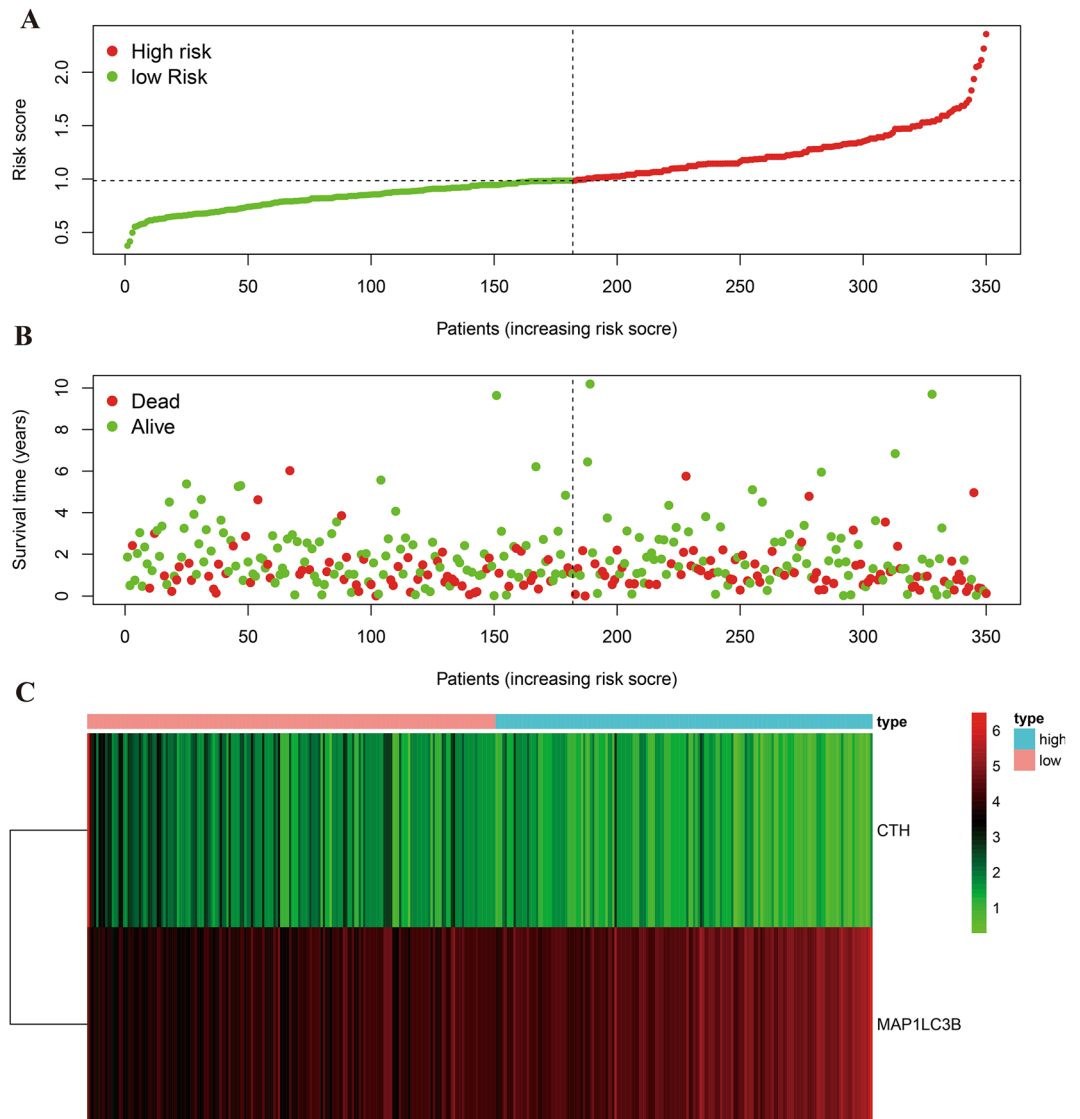 A
High risk
low Risk
Risk score
0.5 1.0 1.5 2.0
0 50 100 150 200 250 300 350
Patients (increasing risk socre)
B
Dead
Alive
Survival time (years)
0 2 4 6 8 10
0 50 100 150 200 250 300 350
Patients (increasing risk socre)
C
type
CTH
MAP1LC3B
6
5
4
3
2
1
type
high
low